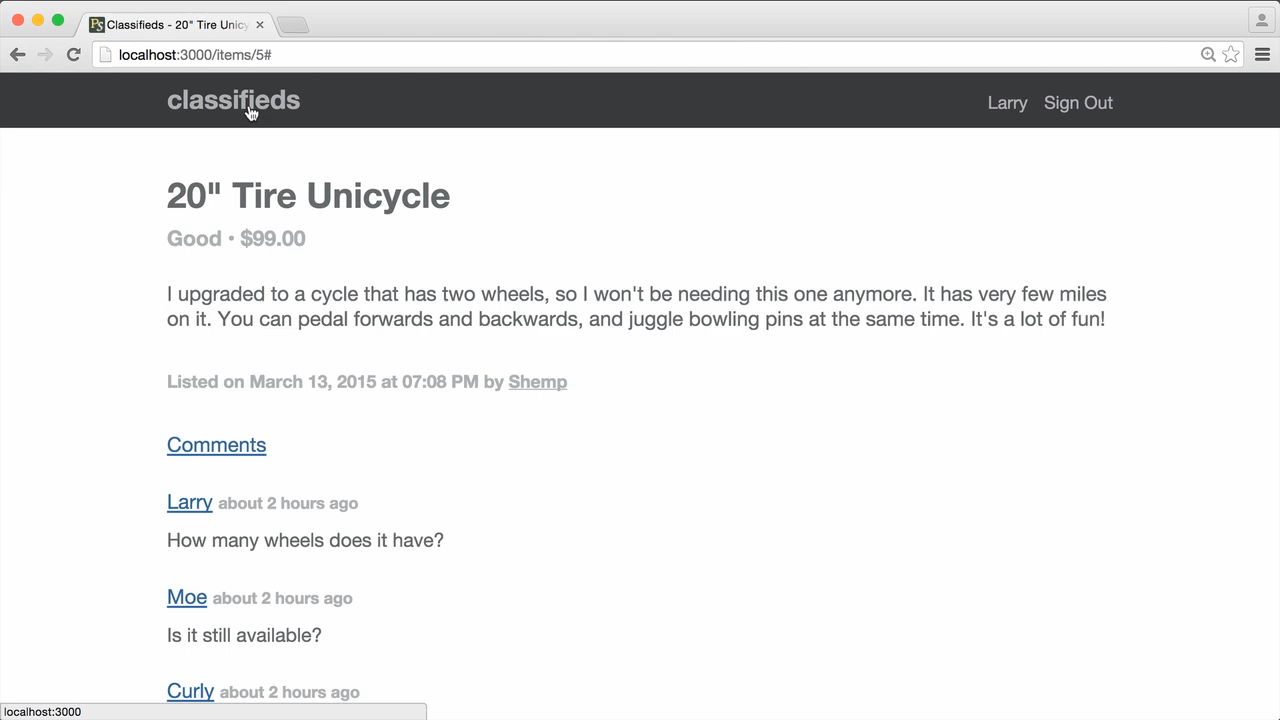 Classifieds - 20" Tire Unicyc
localhost:3000/items/5#
classifieds
Larry Sign Out
20" Tire Unicycle
Good • $99.00
I upgraded to a cycle that has two wheels, so I won't be needing this one anymore. It has very few miles
on it. You can pedal forwards and backwards, and juggle bowling pins at the same time. It's a lot of fun!
Listed on March 13, 2015 at 07:08 PM by Shemp
Comments
Larry about 2 hours ago
How many wheels does it have?
Moe about 2 hours ago
Is it still available?
Curly about 2 hours ago
localhost:3000